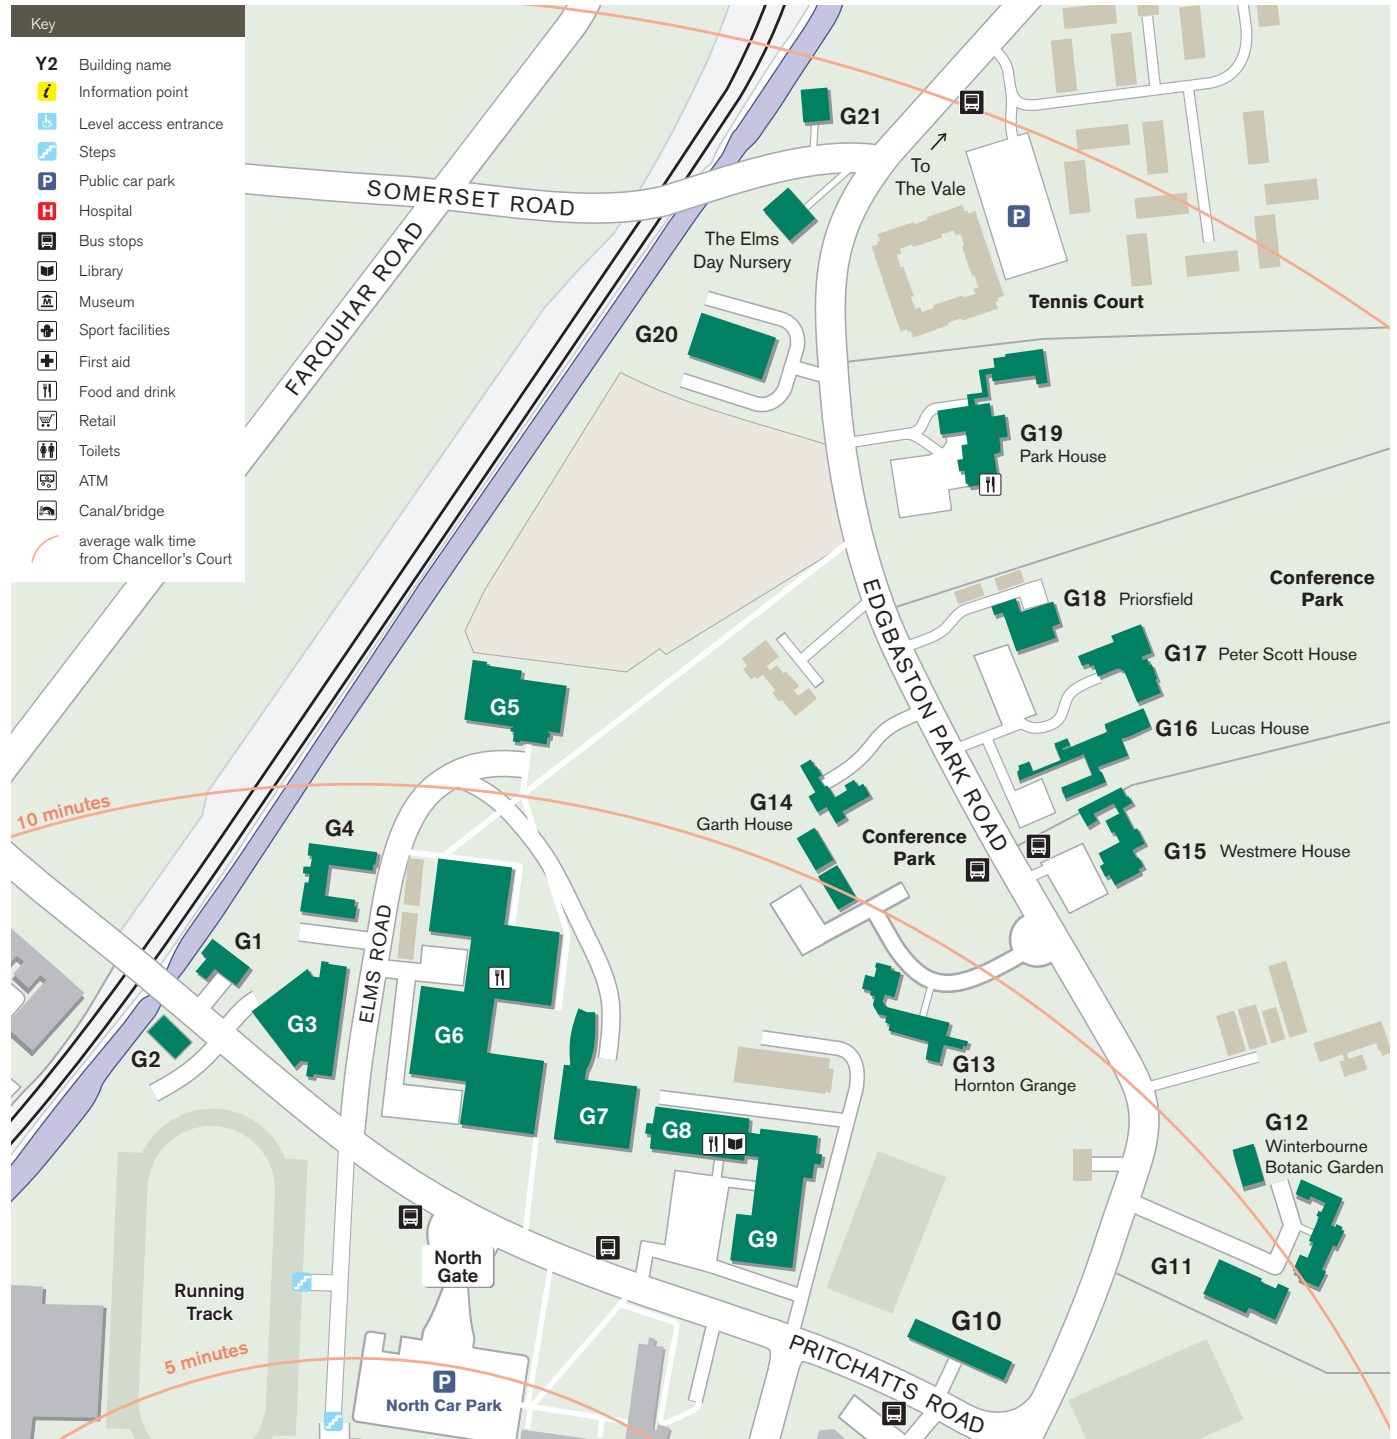 Key
Y2 Building name
i Information point
Level access entrance
Steps
P Public car park
H Hospital
Bus stops
Library
M Museum
Sport facilities
First aid
Food and drink
Retail
Toilets
ATM
Canal/bridge
average walk time
from Chancellor's Court
G21
To
The Vale
SOMERSET ROAD
P
FARQUHAR ROAD
The Elms
Day Nursery
Tennis Court
G20
G19
Park House
EDGBASTON PARK ROAD
Conference
Park
G18 Priorsfield
G17 Peter Scott House
G5
G16 Lucas House
10 minutes
G14
Garth House
G4
Conference
Park
G15 Westmere House
G1
ELMS ROAD
G3
G6
G2
G13
Hornton Grange
G7
G8
G12
Winterbourne
Botanic Garden
G9
North
Gate
G11
Running
Track
G10
5 minutes
PRITCHATTS ROAD
P
North Car Park